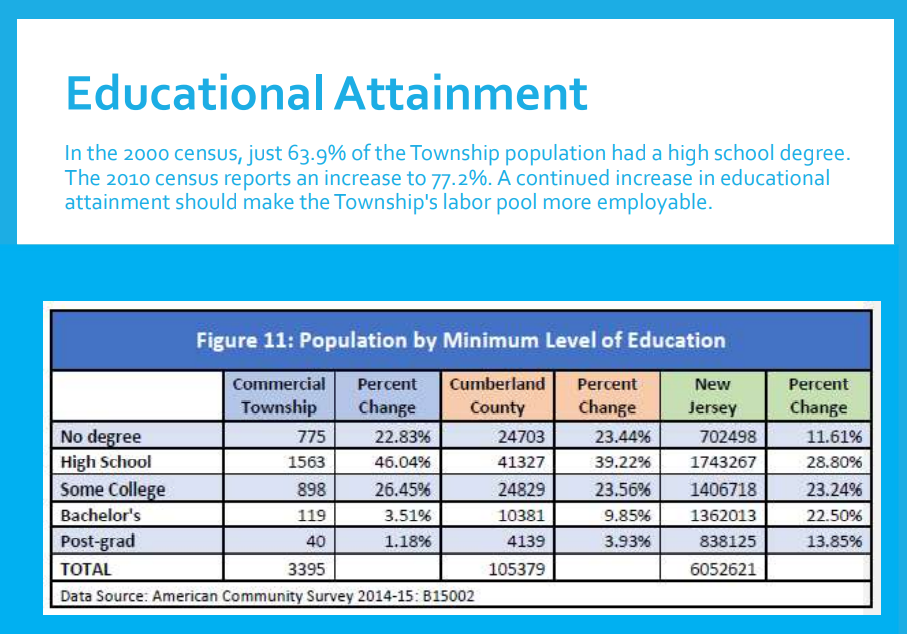 Educational Attainment
In the 2000 census, just 63.9% of the Township population had a high school degree.
The 2010 census reports an increase to 77.2%. A continued increase in educational
attainment should make the Township's labor pool more employable.
Figure 11: Population by Minimum Level of Education
Commercial Township Percent Change Cumberland County Percent Change New Jersey Percent Change
No degree 775 22.83% 24703 23.44% 702498 11.61%
High School 1563 46.04% 41327 39.22% 1743267 28.80%
Some College 898 26.45% 24829 23.56% 1406718 23.24%
Bachelor's 119 3.51% 10381 9.85% 1362013 22.50%
Post-grad 40 1.18% 4139 3.93% 838125 13.85%
TOTAL 3395 105379 6052621
Data Source: American Community Survey 2014-15: B15002